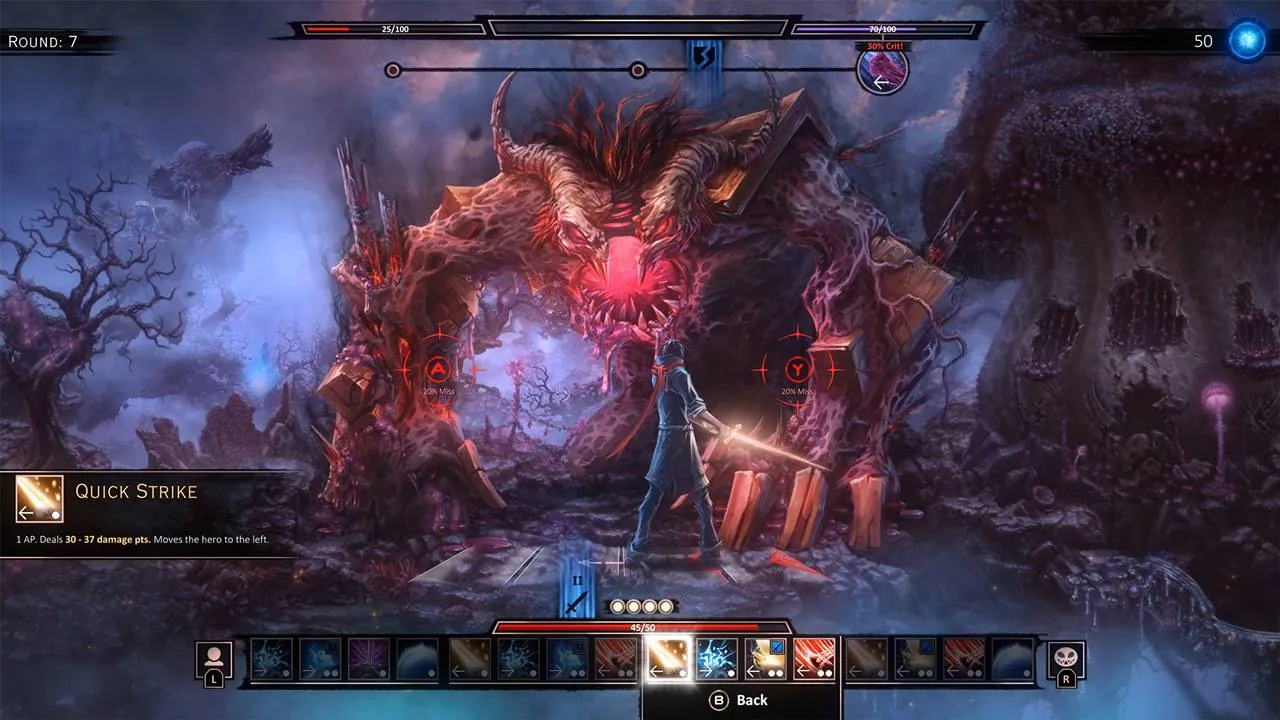 25/100
70/100
ROUND: 7
50
30% Crit!
A
20% Miss
Y
20% Miss
QUICK STRIKE
1 AP. Deals 30 - 37 damage pts. Moves the hero to the left.
II
45/50
L
R
B Back